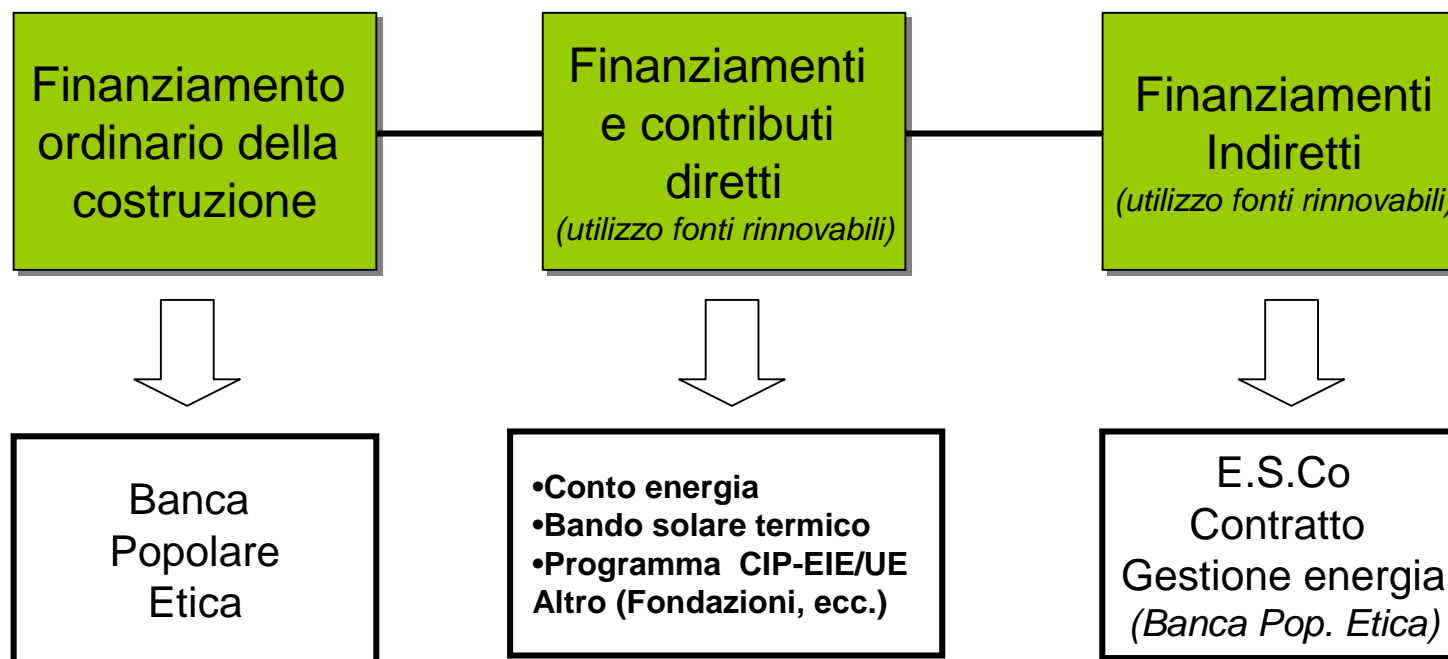 Finanziamento
ordinario della
costruzione
Finanziamenti
e contributi
diretti
(utilizzo fonti rinnovabili)
Finanziamenti
Indiretti
(utilizzo fonti rinnovabili)
Banca
Popolare
Etica
•Conto energia
•Bando solare termico
•Programma CIP-EIE/UE
Altro (Fondazioni, ecc.)
E.S.Co
Contratto
Gestione energia
(Banca Pop. Etica)